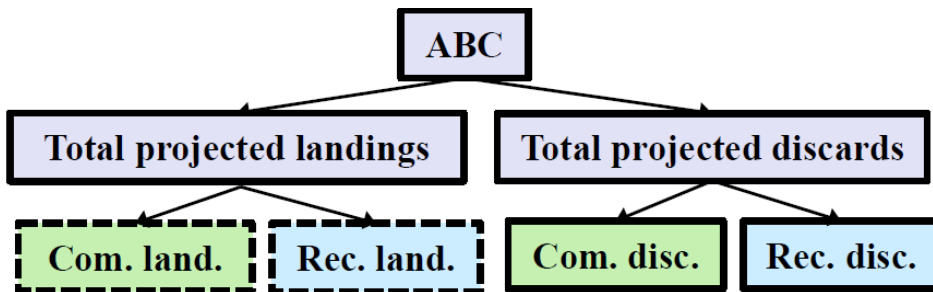 ABC
Total projected landings
Total projected discards
Com. land.
Rec. land.
Com. disc.
Rec. disc.